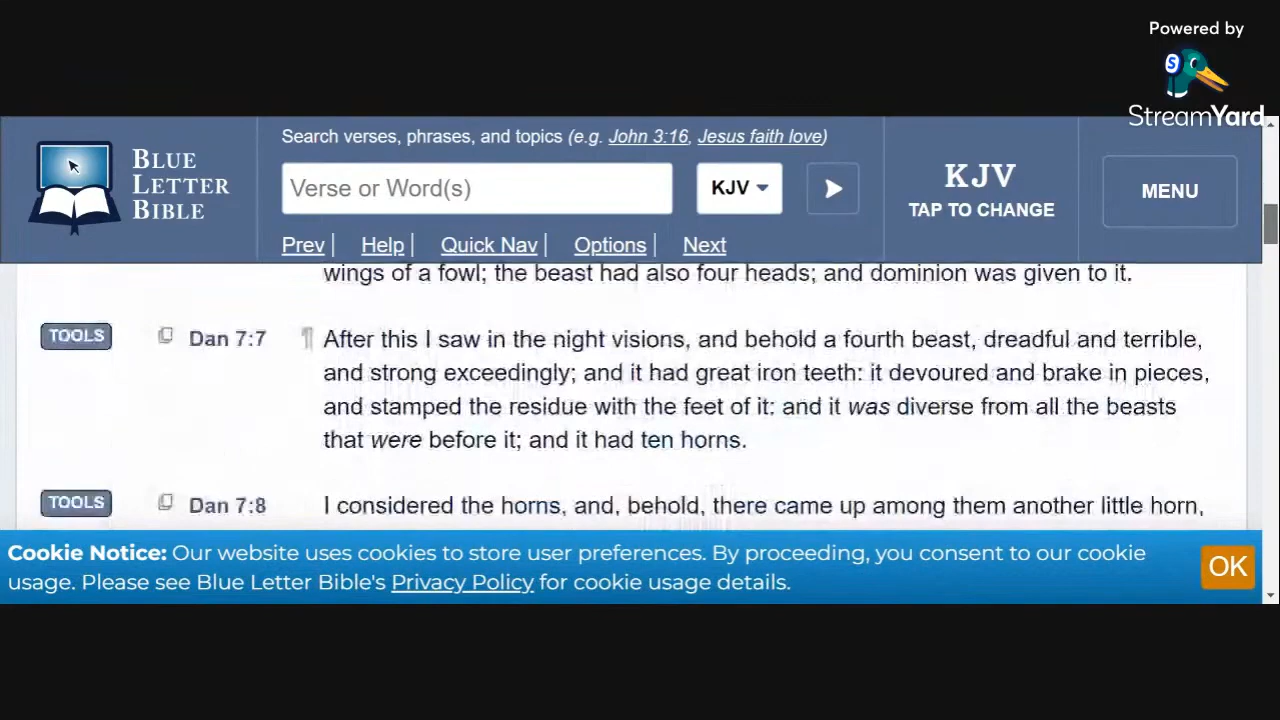 Powered by
StreamYard
BLUE
LETTER
BIBLE
Search verses, phrases, and topics (e.g. John 3:16, Jesus faith love)
Verse or Word(s)
KJV
KJV
TAP TO CHANGE
MENU
Prev | Help | Quick Nav | Options | Next
wings of a fowl; the beast had also four heads; and dominion was given to it.
TOOLS Dan 7:7 ¶ After this I saw in the night visions, and behold a fourth beast, dreadful and terrible,
and strong exceedingly; and it had great iron teeth: it devoured and brake in pieces,
and stamped the residue with the feet of it: and it was diverse from all the beasts
that were before it; and it had ten horns.
TOOLS Dan 7:8 I considered the horns, and, behold, there came up among them another little horn,
Cookie Notice: Our website uses cookies to store user preferences. By proceeding, you consent to our cookie
usage. Please see Blue Letter Bible's Privacy Policy for cookie usage details.
OK